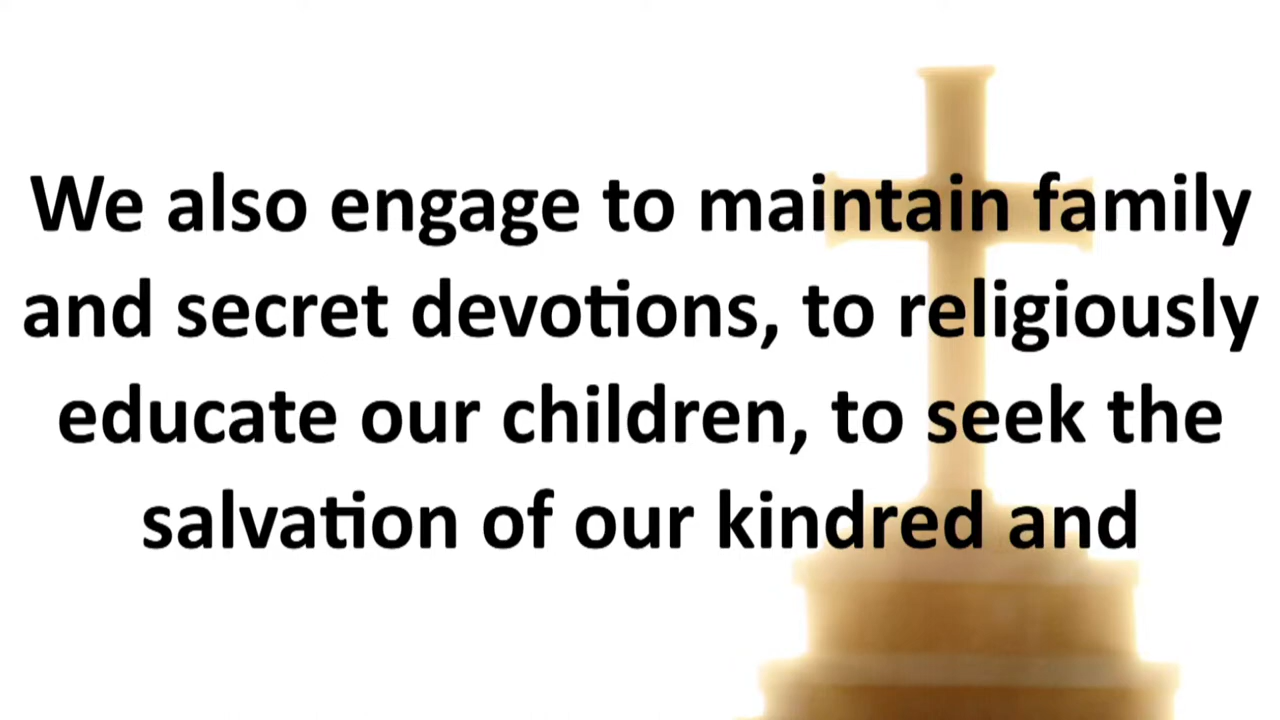 We also engage to maintain family
and secret devotions, to religiously
educate our children, to seek the
salvation of our kindred and